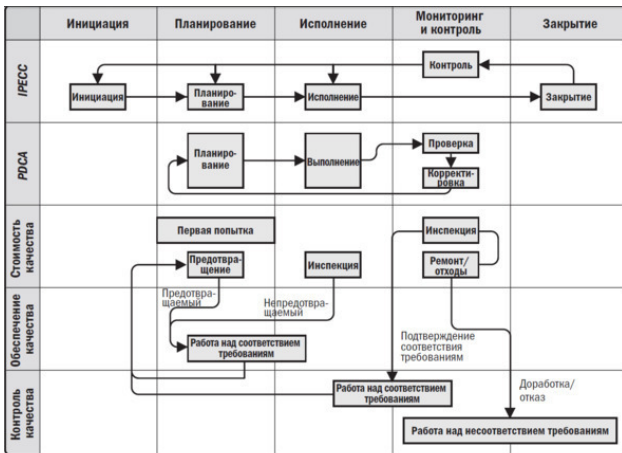 Инициация
Планирование
Исполнение
Мониторинг
и контроль
Закрытие
IPECC
Контроль
Инициация
Планиро-
вание
Исполнение
Закрытие
PDCA
Планиро-
вание
Выполнение
Проверка
Корректи-
ровка
Стоимость
качества
Первая попытка
Предотвра-
щение
Инспекция
Инспекция
Ремонт/
отходы
Обеспечение
качества
Предотвра-
щаемый
Непредотвра-
щаемый
Работа над соответствием
требованиям
Подтверждение
соответствия
требованиям
Контроль
качества
Работа над соответствием
требованиям
Доработка/
отказ
Работа над несоответствием требованиям